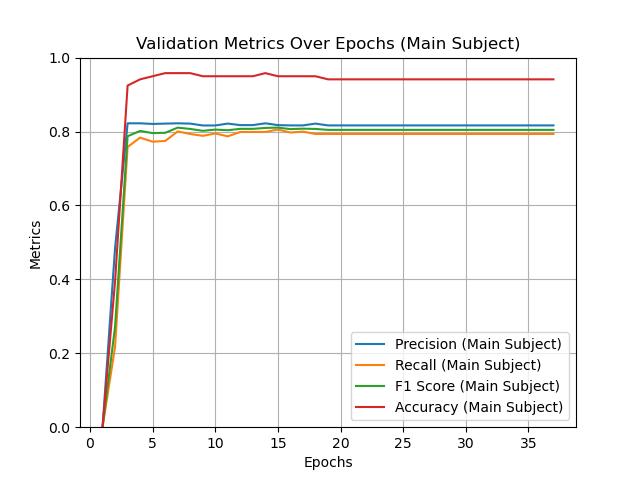 Validation Metrics Over Epochs (Main Subject)
1.0
0.8
0.6
0.4
0.2
0.0
Metrics
0 5 10 15 20 25 30 35
Epochs
Precision (Main Subject)
Recall (Main Subject)
F1 Score (Main Subject)
Accuracy (Main Subject)